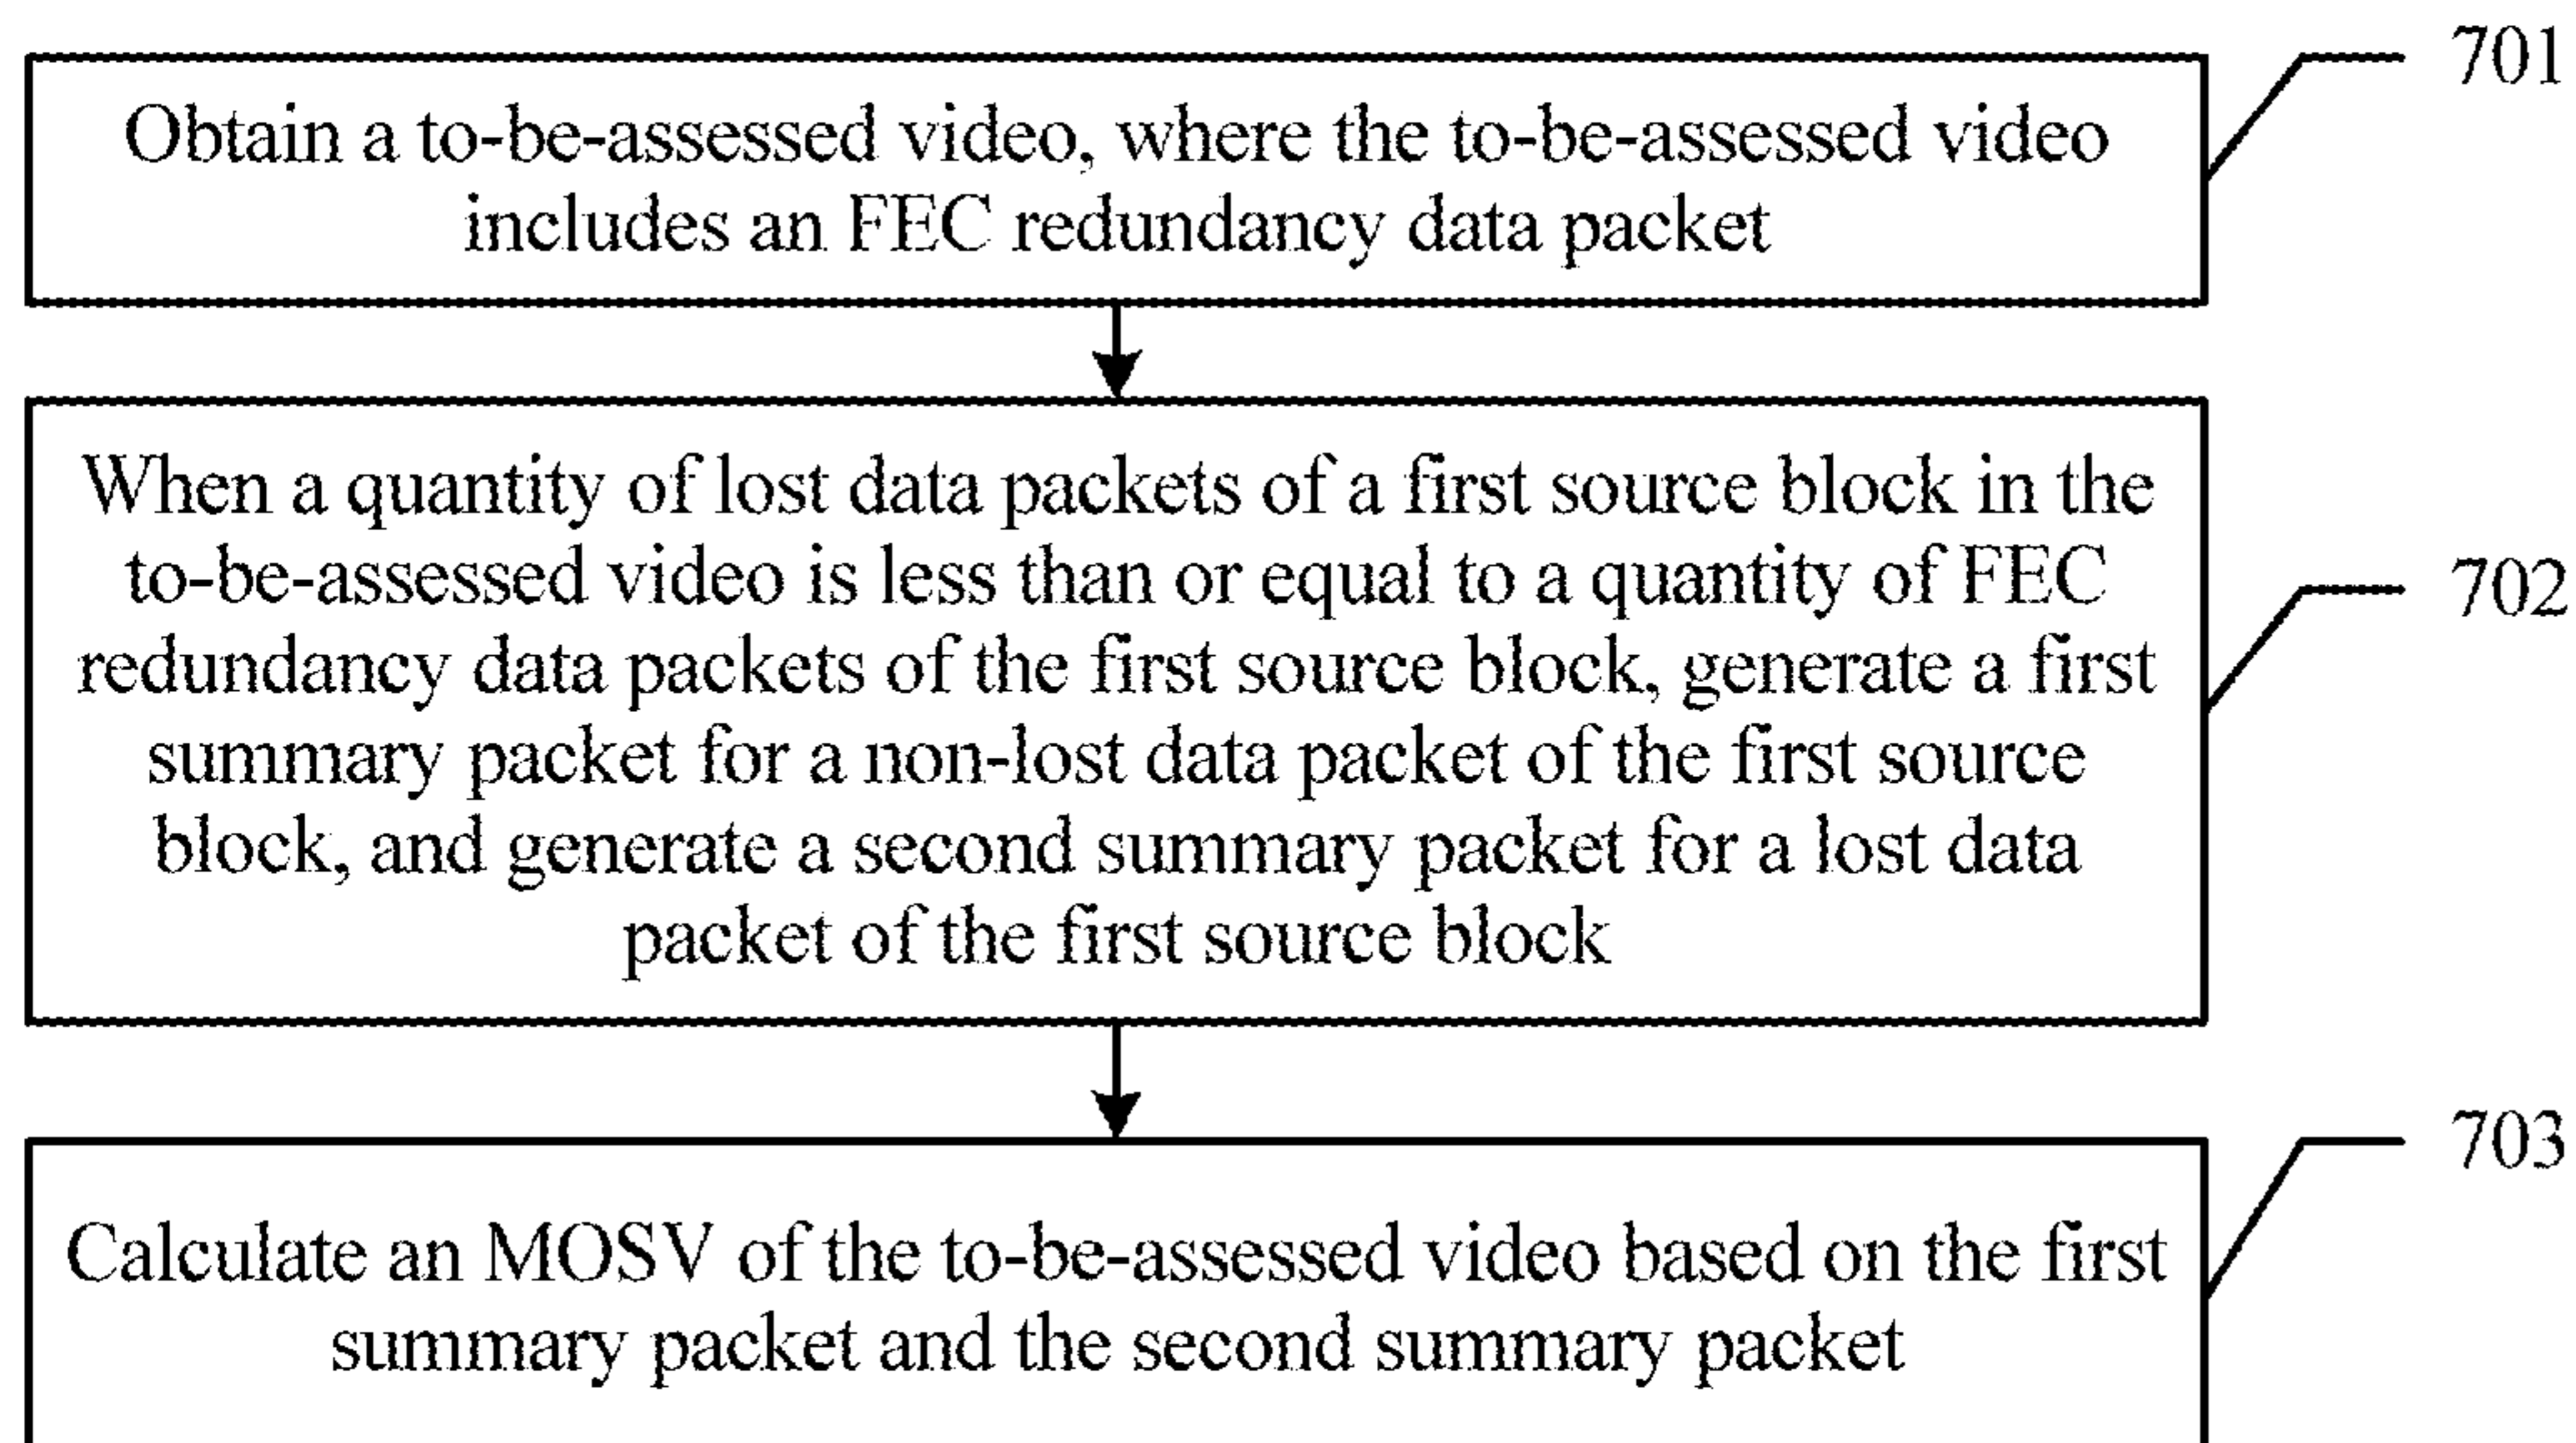 701
Obtain a to-be-assessed video, where the to-be-assessed video
includes an FEC redundancy data packet
When a quantity of lost data packets of a first source block in the
to-be-assessed video is less than or equal to a quantity of FEC
702
redundancy data packets of the first source block, generate a first
summary packet for a non-lost data packet of the first source
block, and generate a second summary packet for a lost data
packet of the first source block
703
Calculate an MOSV of the to-be-assessed video based on the first
summary packet and the second summary packet